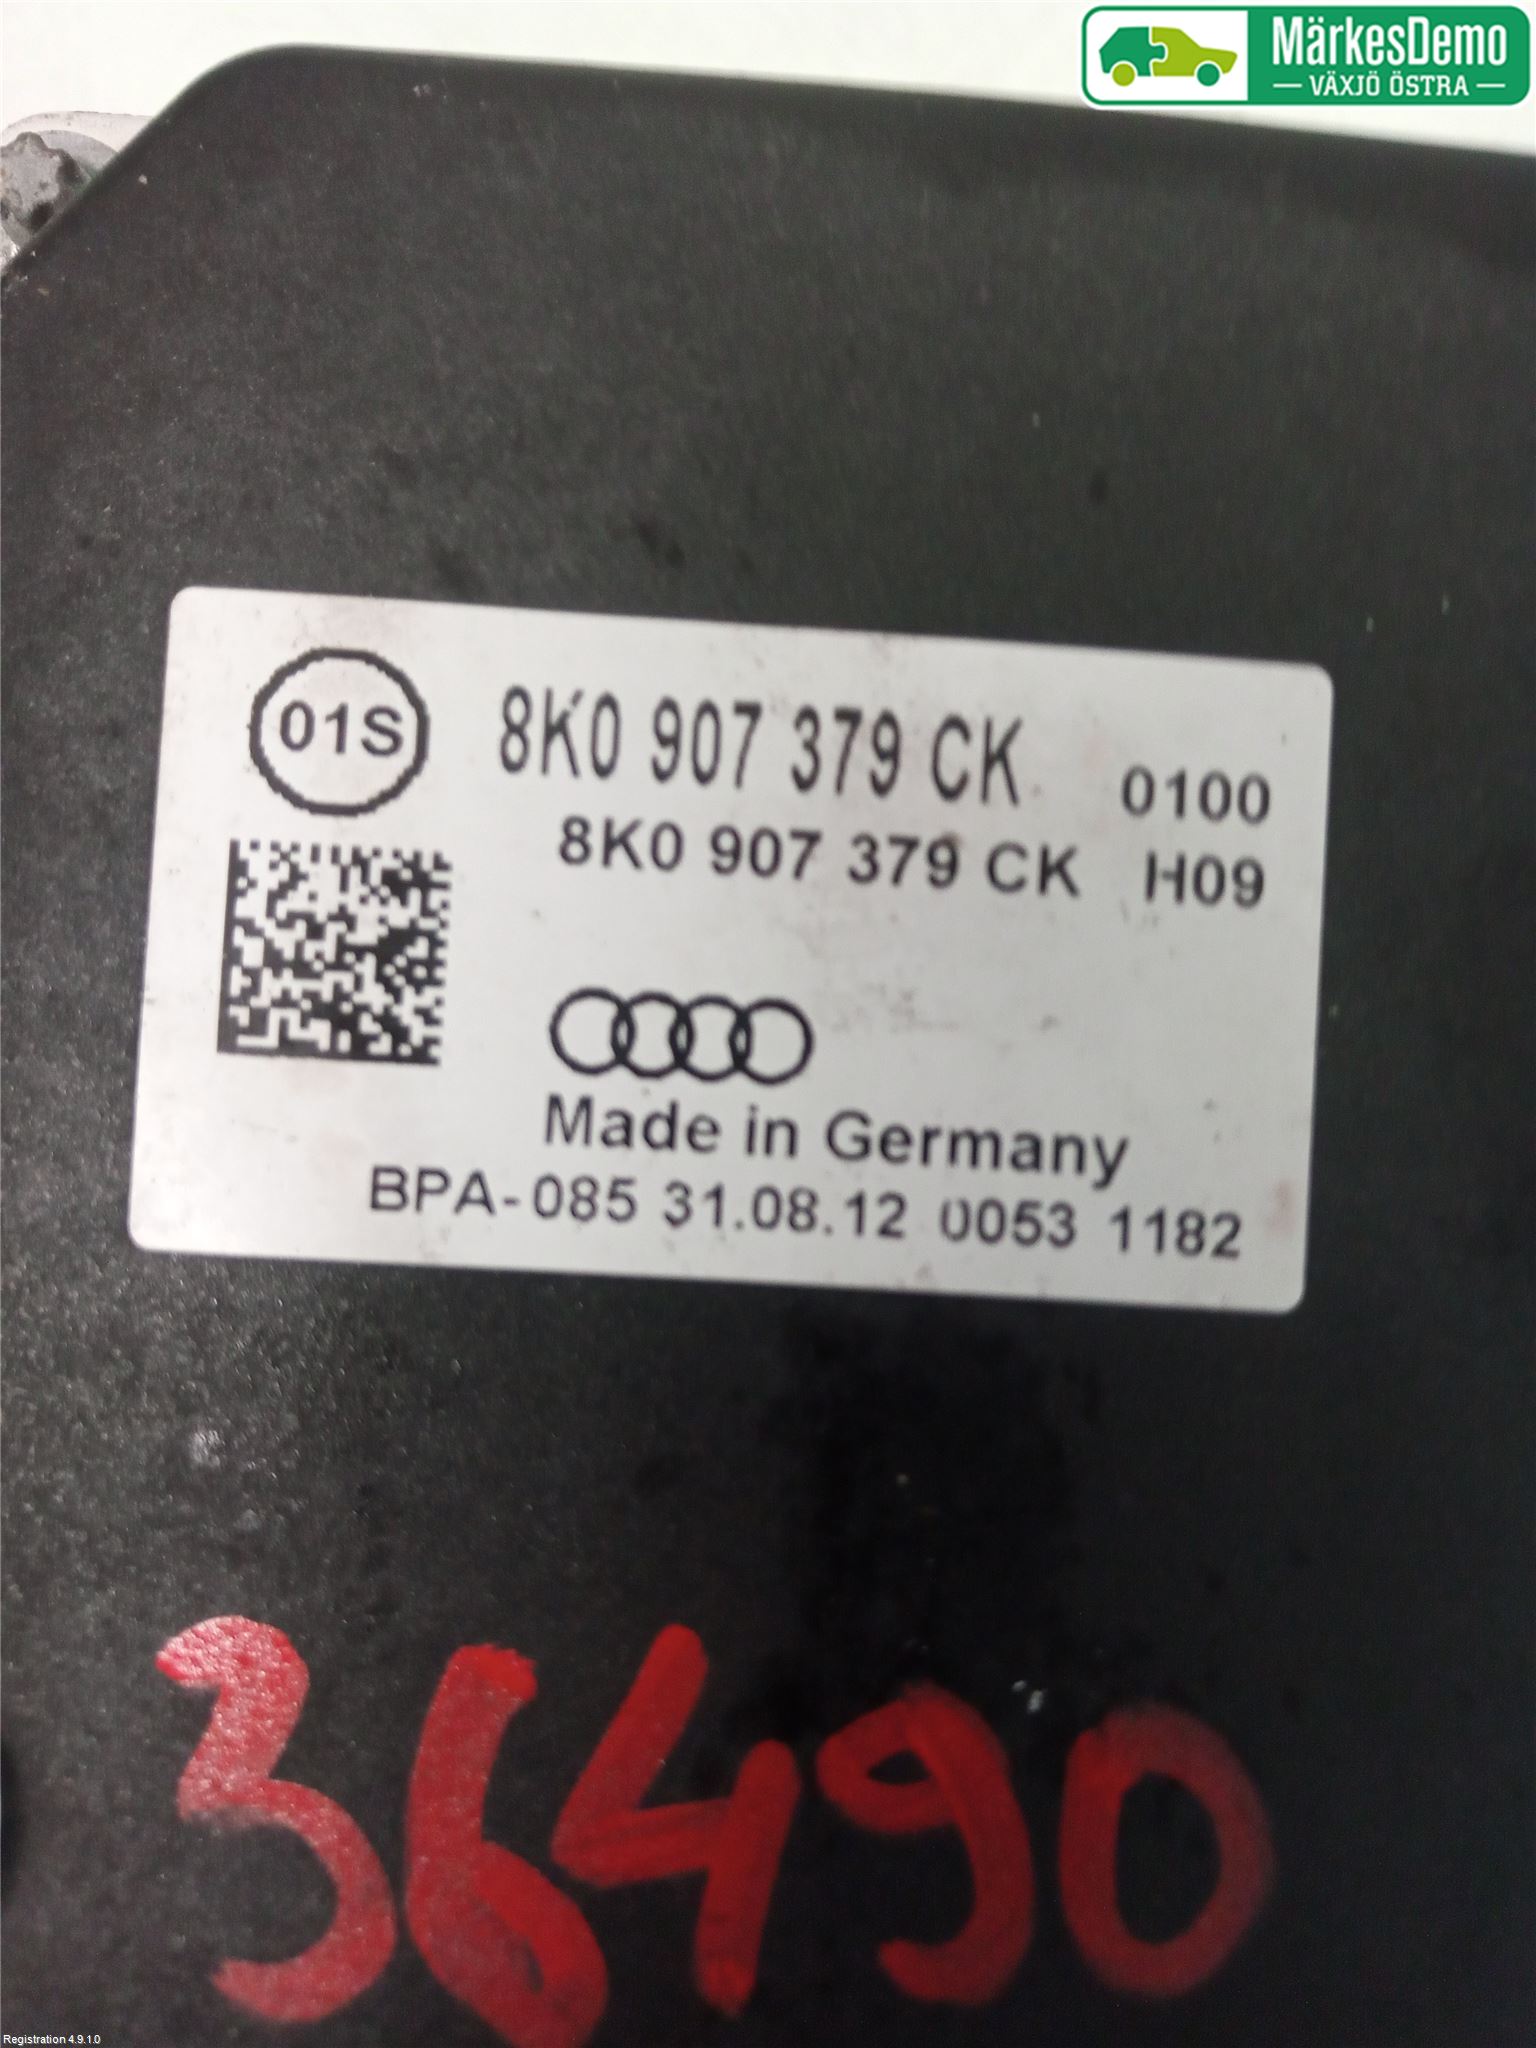 MärkesDemo
VÄXJÖ ÖSTRA
01S
8K0 907 379 CK 0100
8K0 907 379 CK H09
Made in Germany
BPA-085 31.08.12 0053 1182
36490
Registration 4.9.1.0